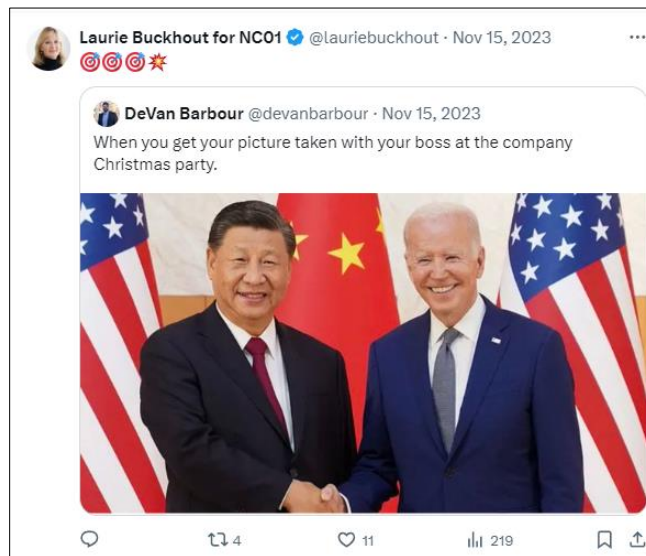 Laurie Buckhout for NC01 @lauriebuckhout · Nov 15, 2023 ...
🎯🎯🎯💥
DeVan Barbour @devanbarbour · Nov 15, 2023
When you get your picture taken with your boss at the company
Christmas party.
4 11 219